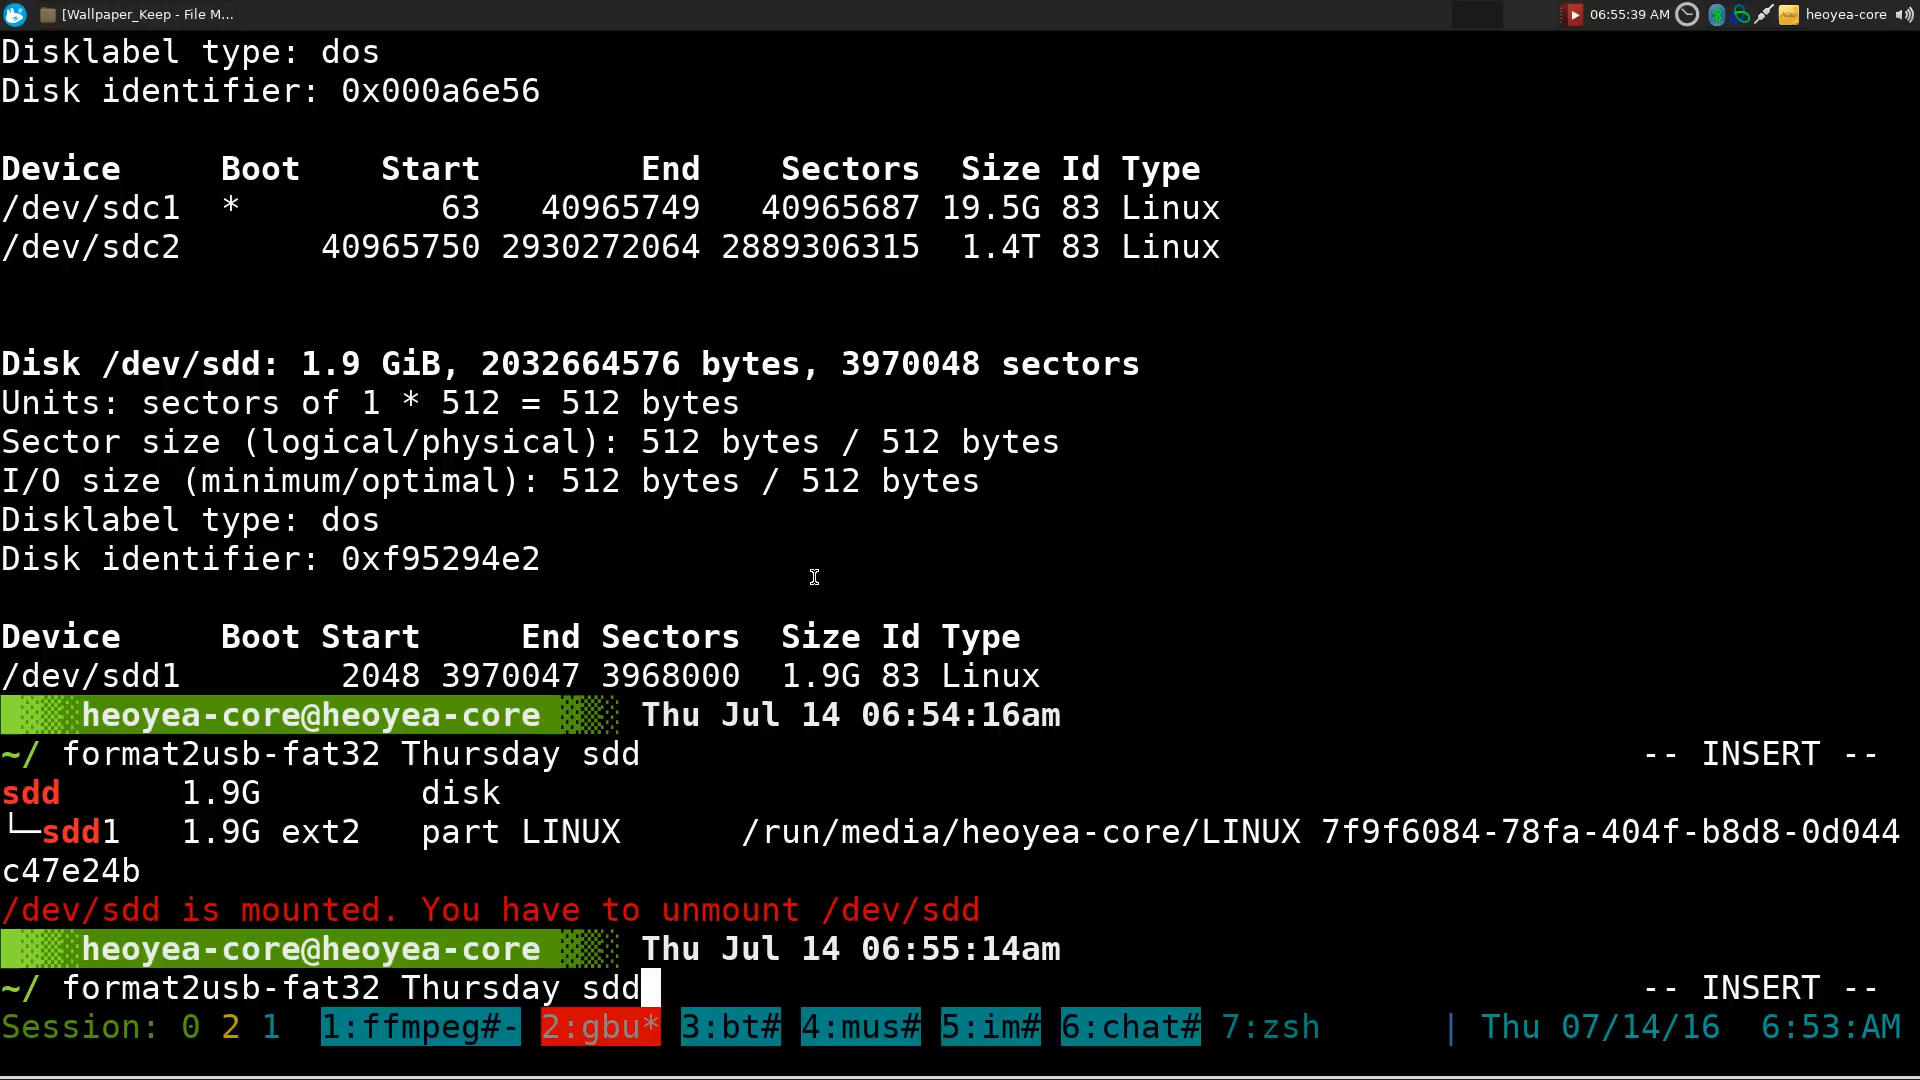 [Wallpaper_Keep - File M...
06:55:39 AM
heoyea-core
Disklabel type: dos
Disk identifier: 0x000a6e56
Device     Boot    Start        End    Sectors  Size Id Type
/dev/sdc1  *          63   40965749   40965687 19.5G 83 Linux
/dev/sdc2       40965750 2930272064 2889306315  1.4T 83 Linux
Disk /dev/sdd: 1.9 GiB, 2032664576 bytes, 3970048 sectors
Units: sectors of 1 * 512 = 512 bytes
Sector size (logical/physical): 512 bytes / 512 bytes
I/O size (minimum/optimal): 512 bytes / 512 bytes
Disklabel type: dos
Disk identifier: 0xf95294e2
Device     Boot Start     End Sectors  Size Id Type
/dev/sdd1        2048 3970047 3968000  1.9G 83 Linux
heoyea-core@heoyea-core Thu Jul 14 06:54:16am
~/ format2usb-fat32 Thursday sdd -- INSERT --
sdd      1.9G        disk
└─sdd1   1.9G ext2   part LINUX      /run/media/heoyea-core/LINUX 7f9f6084-78fa-404f-b8d8-0d044
c47e24b
/dev/sdd is mounted. You have to unmount /dev/sdd
heoyea-core@heoyea-core Thu Jul 14 06:55:14am
~/ format2usb-fat32 Thursday sdd -- INSERT --
Session: 0 2 1  1:ffmpeg#- 2:gbu* 3:bt# 4:mus# 5:im# 6:chat# 7:zsh | Thu 07/14/16  6:53:AM